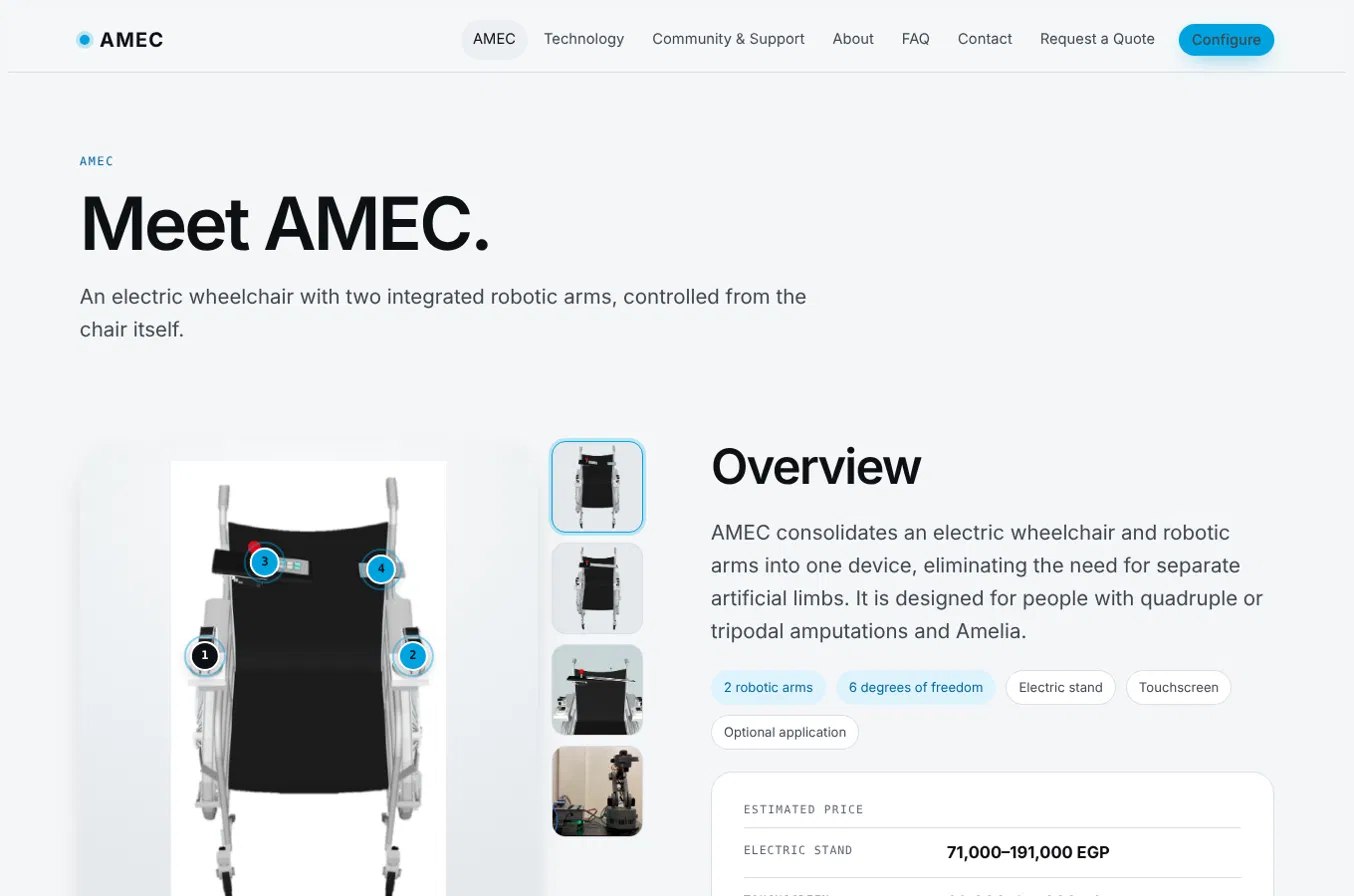 AMEC
AMEC Technology Community & Support About FAQ Contact Request a Quote Configure
AMEC
Meet AMEC.
An electric wheelchair with two integrated robotic arms, controlled from the
chair itself.
3
4
1
2
Overview
AMEC consolidates an electric wheelchair and robotic
arms into one device, eliminating the need for separate
artificial limbs. It is designed for people with quadruple or
tripodal amputations and Amelia.
2 robotic arms 6 degrees of freedom Electric stand Touchscreen
Optional application
ESTIMATED PRICE
ELECTRIC STAND 71,000–191,000 EGP